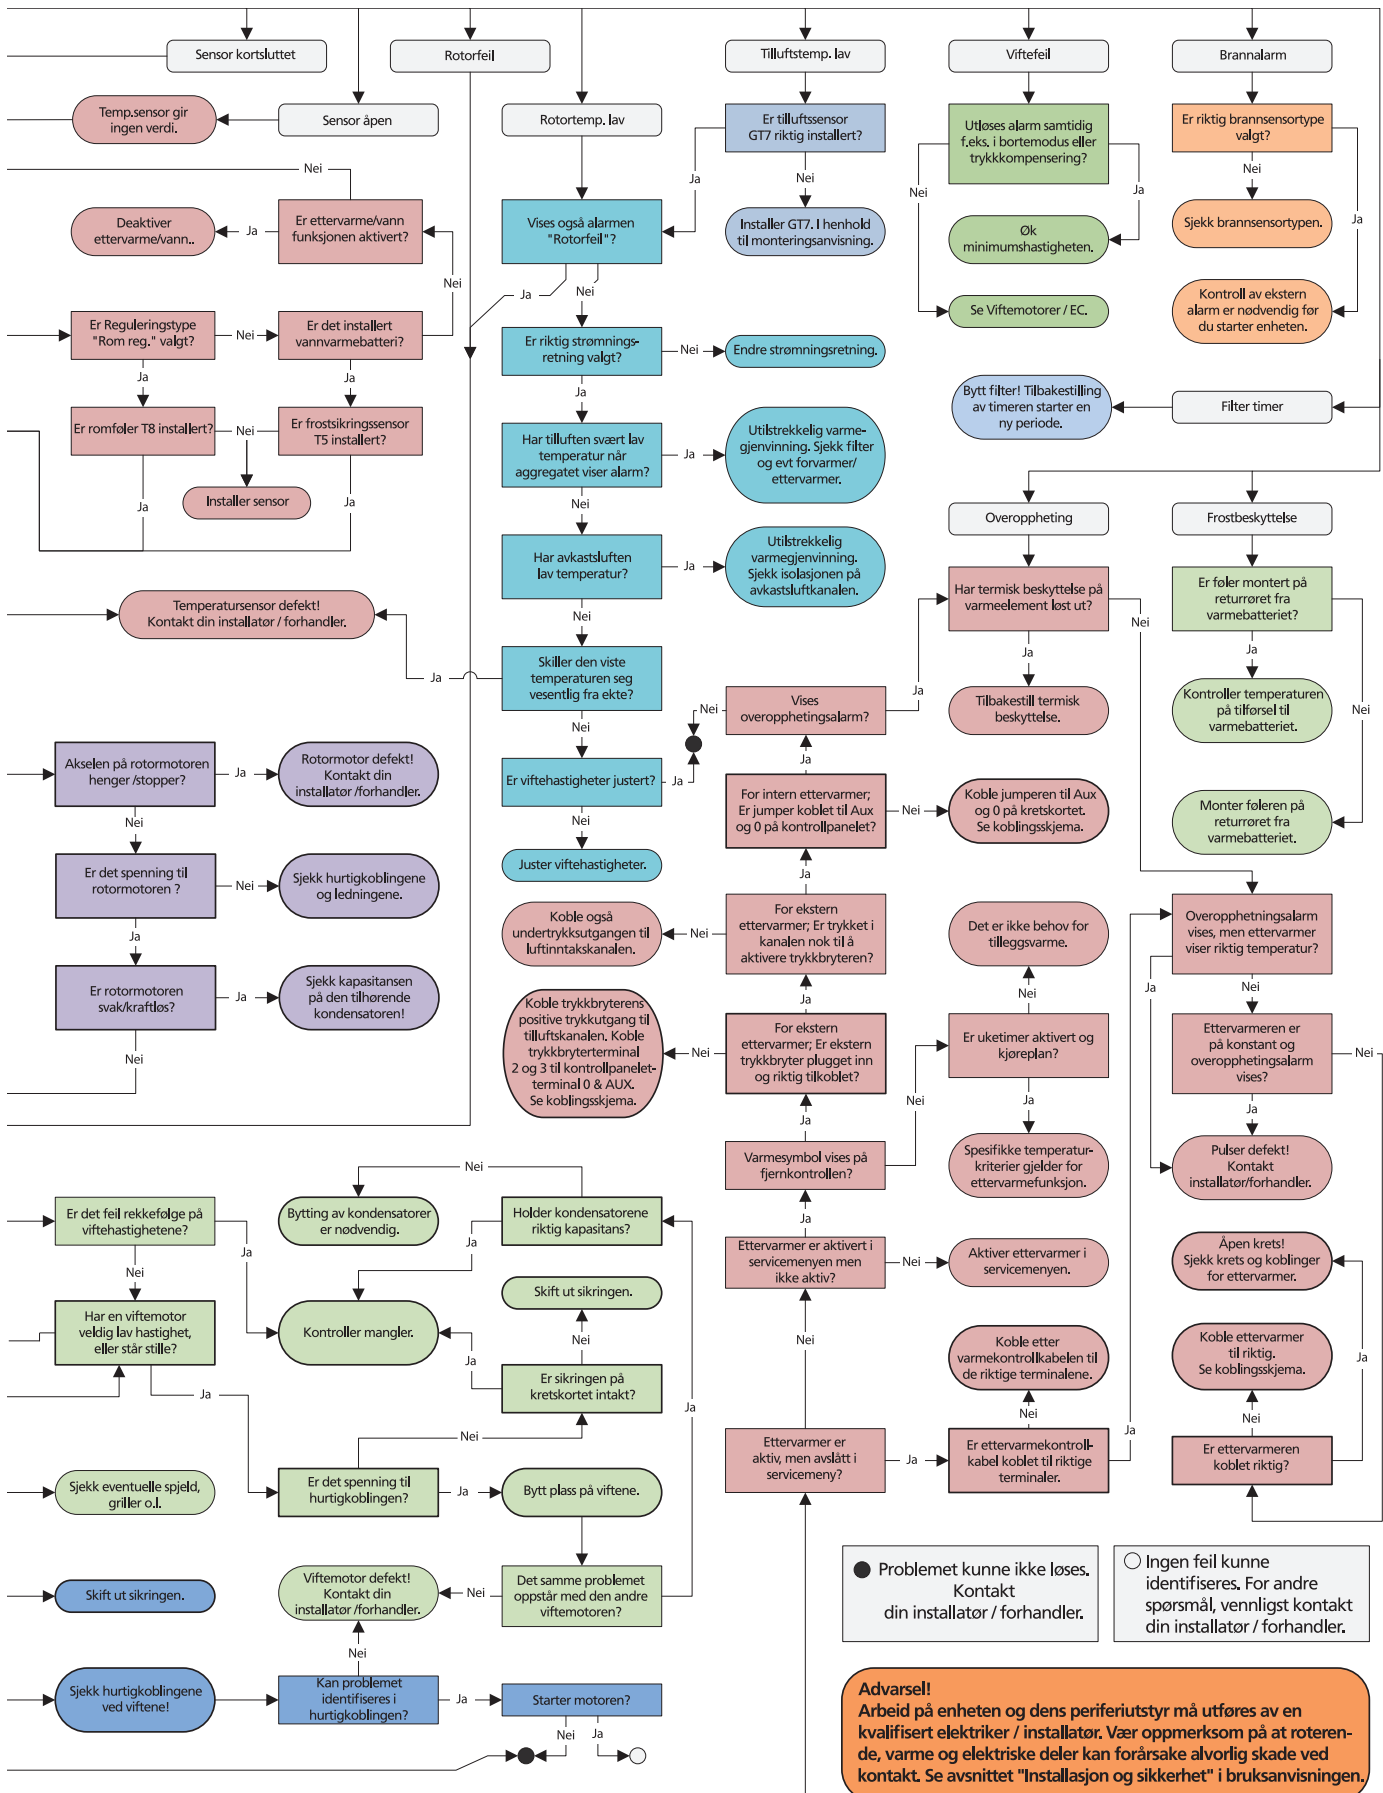 Sensor kortsluttet
Rotorfeil
Tilluftstemp. lav
Viftefeil
Brannalarm
Temp.sensor gir
ingen verdi.
Sensor åpen
Rotortemp. lav
Er tilluftssensor
GT7 riktig installert?
Utløses alarm samtidig
f.eks. i bortemodus eller
trykkkompensering?
Er riktig brannsensortype
valgt?
Nei
Ja
Nei
Nei
Ja
Nei
Ja
Deaktiver
ettervarme/vann..
Ja
Er ettervarme/vann
funksjonen aktivert?
Vises også alarmen
"Rotorfeil"?
Installer GT7. I henhold
til monteringsanvisning.
Øk
minimumshastigheten.
Sjekk brannsensortypen.
Nei
Ja
Nei
Se Viftemotorer / EC.
Kontroll av ekstern
alarm er nødvendig før
du starter enheten.
Er Reguleringstype
"Rom reg." valgt?
Nei
Er det installert
vannvarmebatteri?
Er riktig strømnings-
retning valgt?
Nei
Endre strømningsretning.
Ja
Ja
Ja
Bytt filter! Tilbakestilling
av timeren starter en
ny periode.
Filter timer
Er romføler T8 installert?
Nei
Er frostsikringssensor
T5 installert?
Har tilluften svært lav
temperatur når
aggregatet viser alarm?
Ja
Utilstrekkelig varme-
gjenvinning. Sjekk filter
og evt forvarmer/
ettervarmer.
Installer sensor
Ja
Ja
Nei
Overoppheting
Frostbeskyttelse
Har avkastsluften
lav temperatur?
Ja
Utilstrekkelig
varmegjenvinning.
Sjekk isolasjonen på
avkastsluftkanalen.
Har termisk beskyttelse på
varmeelement løst ut?
Nei
Er føler montert på
returrøret fra
varmebatteriet?
Temperatursensor defekt!
Kontakt din installatør / forhandler.
Nei
Ja
Ja
Ja
Skiller den viste
temperaturen seg
vesentlig fra ekte?
Ja
Vises
overopphetingsalarm?
Nei
Tilbakestill termisk
beskyttelse.
Kontroller temperaturen
på tilførsel til
varmebatteriet.
Nei
Nei
Akselen på rotormotoren
henger /stopper?
Ja
Rotormotor defekt!
Kontakt din
installatør /forhandler.
Er viftehastigheter justert?
Ja
Ja
For intern ettervarmer;
Er jumper koblet til Aux
og 0 på kontrollpanelet?
Nei
Koble jumperen til Aux
og 0 på kretskortet.
Se koblingsskjema.
Monter føleren på
returrøret fra
varmebatteriet.
Nei
Nei
Juster viftehastigheter.
Ja
Er det spenning til
rotormotoren ?
Nei
Sjekk hurtigkoblingene
og ledningene.
Koble også
undertrykksutgangen til
luftinntakskanalen.
Nei
For ekstern
ettervarmer; Er trykket i
kanalen nok til å
aktivere trykkbryteren?
Det er ikke behov for
tilleggsvarme.
Overopphetningsalarm
vises, men ettervarmer
viser riktig temperatur?
Ja
Er rotormotoren
svak/kraftløs?
Ja
Sjekk kapasitansen
på den tilhørende
kondensatoren!
Ja
Nei
Ja
Nei
Koble trykkbryterens
positive trykkutgang til
tilluftskanalen. Koble
trykkbryterterminal
2 og 3 til kontrollpanelet-
terminal 0 & AUX.
Se koblingsskjema.
Nei
For ekstern
ettervarmer; Er ekstern
trykkbryter plugget inn
og riktig tilkoblet?
Er uketimer aktivert og
kjøreplan?
Ettervarmeren er
på konstant og
overopphetingsalarm
vises?
Nei
Nei
Nei
Ja
Ja
Ja
Varmesymbol vises på
fjernkontrollen?
Spesifikke temperatur-
kriterier gjelder for
ettervarmefunksjon.
Pulser defekt!
Kontakt
installatør/forhandler.
Nei
Er det feil rekkefølge på
viftehastighetene?
Bytting av kondensatorer
er nødvendig.
Holder kondensatorene
riktig kapasitans?
Ja
Ja
Ja
Ettervarmer er aktivert i
servicemenyen men
ikke aktiv?
Nei
Aktiver ettervarmer i
servicemenyen.
Åpen krets!
Sjekk krets og koblinger
for ettervarmer.
Nei
Skift ut sikringen.
Har en viftemotor
veldig lav hastighet,
eller står stille?
Kontroller mangler.
Nei
Nei
Koble etter
varmekontrollkabelen til
de riktige terminalene.
Koble ettervarmer
til riktig.
Se koblingsskjema.
Ja
Ja
Er sikringen på
kretskortet intakt?
Ja
Ja
Nei
Nei
Nei
Ettervarmer er
aktiv, men avslått i
servicemeny?
Ja
Er ettervarmekontroll-
kabel koblet til riktige
terminaler.
Er ettervarmeren
koblet riktig?
Sjekk eventuelle spjeld,
griller o.l.
Er det spenning til
hurtigkoblingen?
Ja
Bytt plass på viftene.
Skift ut sikringen.
Viftemotor defekt!
Kontakt din
installatør /forhandler.
Nei
Det samme problemet
oppstår med den andre
viftemotoren?
Problemet kunne ikke løses.
Kontakt
din installatør / forhandler.
Ingen feil kunne
identifiseres. For andre
spørsmål, vennligst kontakt
din installatør / forhandler.
Nei
Sjekk hurtigkoblingene
ved viftene!
Kan problemet
identifiseres i
hurtigkoblingen?
Ja
Starter motoren?
Nei
Ja
Advarsel!
Arbeid på enheten og dens periferiutstyr må utføres av en
kvalifisert elektriker / installatør. Vær oppmerksom på at roteren-
de, varme og elektriske deler kan forårsake alvorlig skade ved
kontakt. Se avsnittet "Installasjon og sikkerhet" i bruksanvisningen.